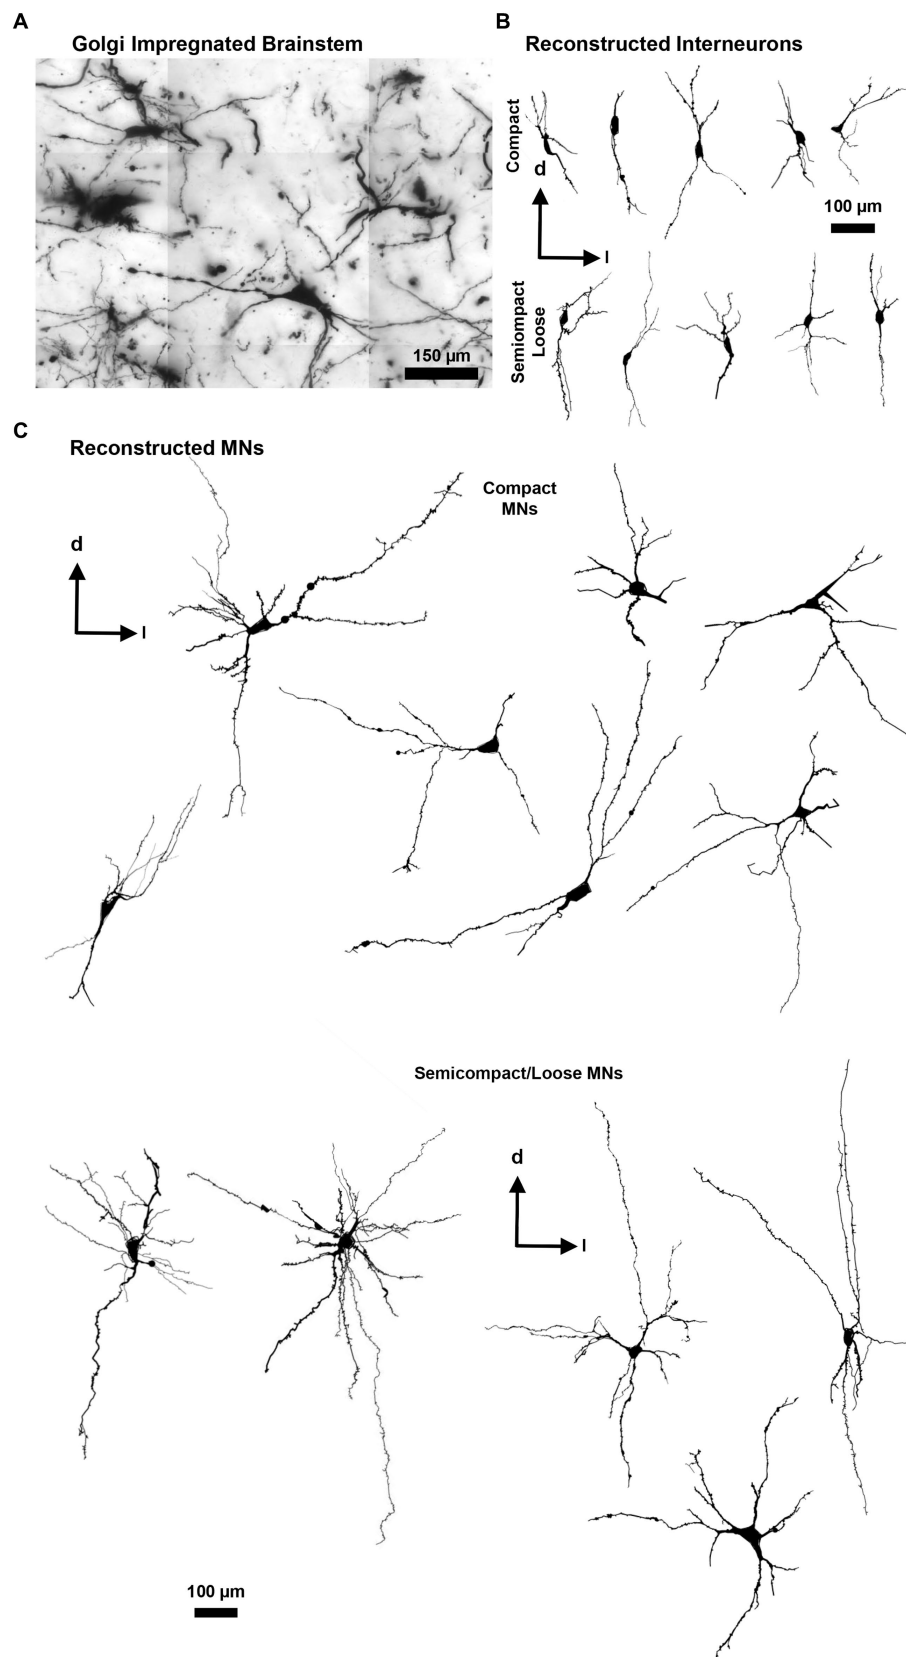 A
Golgi Impregnated Brainstem
150 µm
B
Reconstructed Interneurons
Compact
d
l
100 µm
Semiompact
Loose
C
Reconstructed MNs
d
l
Compact
MNs
Semicompact/Loose MNs
d
l
100 µm